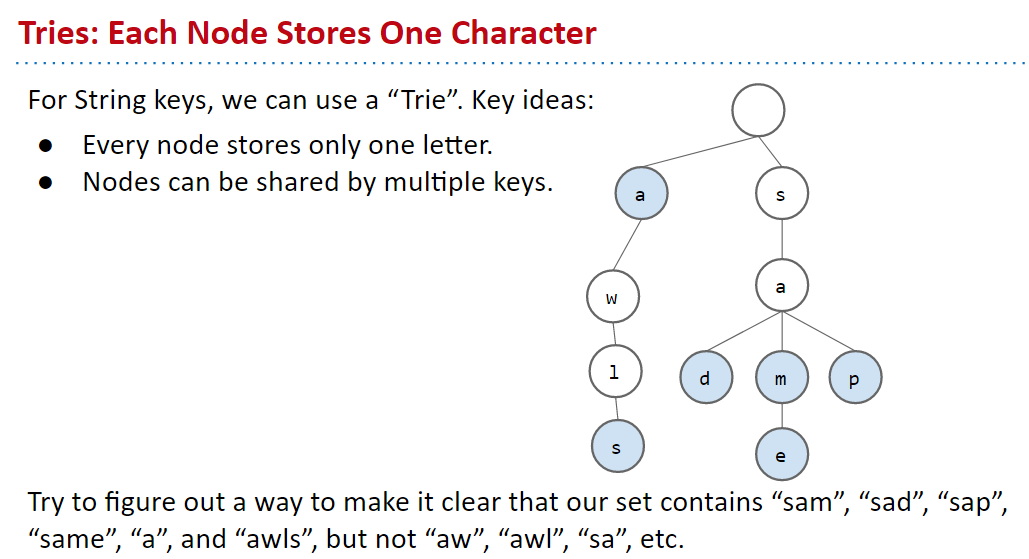 Tries: Each Node Stores One Character
For String keys, we can use a “Trie”. Key ideas:
● Every node stores only one letter.
● Nodes can be shared by multiple keys.
a
s
w
a
l
d
m
p
s
e
Try to figure out a way to make it clear that our set contains “sam”, “sad”, “sap”,
“same”, “a”, and “awls”, but not “aw”, “awl”, “sa”, etc.